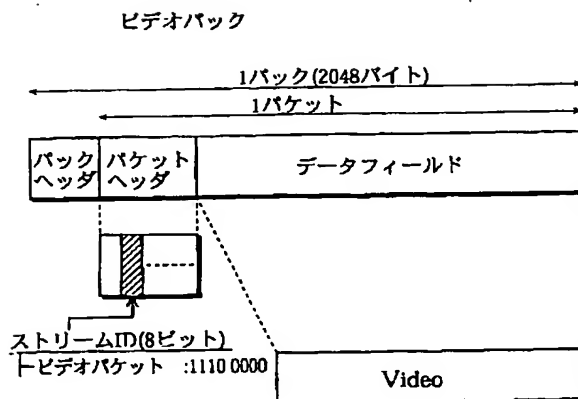 ビデオパック
1パック(2048バイト)
1パケット
パック
ヘッダ
パケット
ヘッダ
データフィールド
ストリームID(8ビット)
ビデオパケット :1110 0000
Video